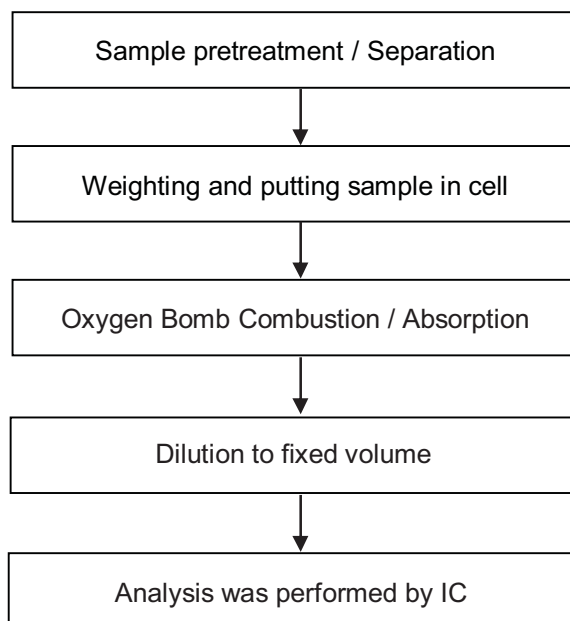 Sample pretreatment / Separation
Weighting and putting sample in cell
Oxygen Bomb Combustion / Absorption
Dilution to fixed volume
Analysis was performed by IC